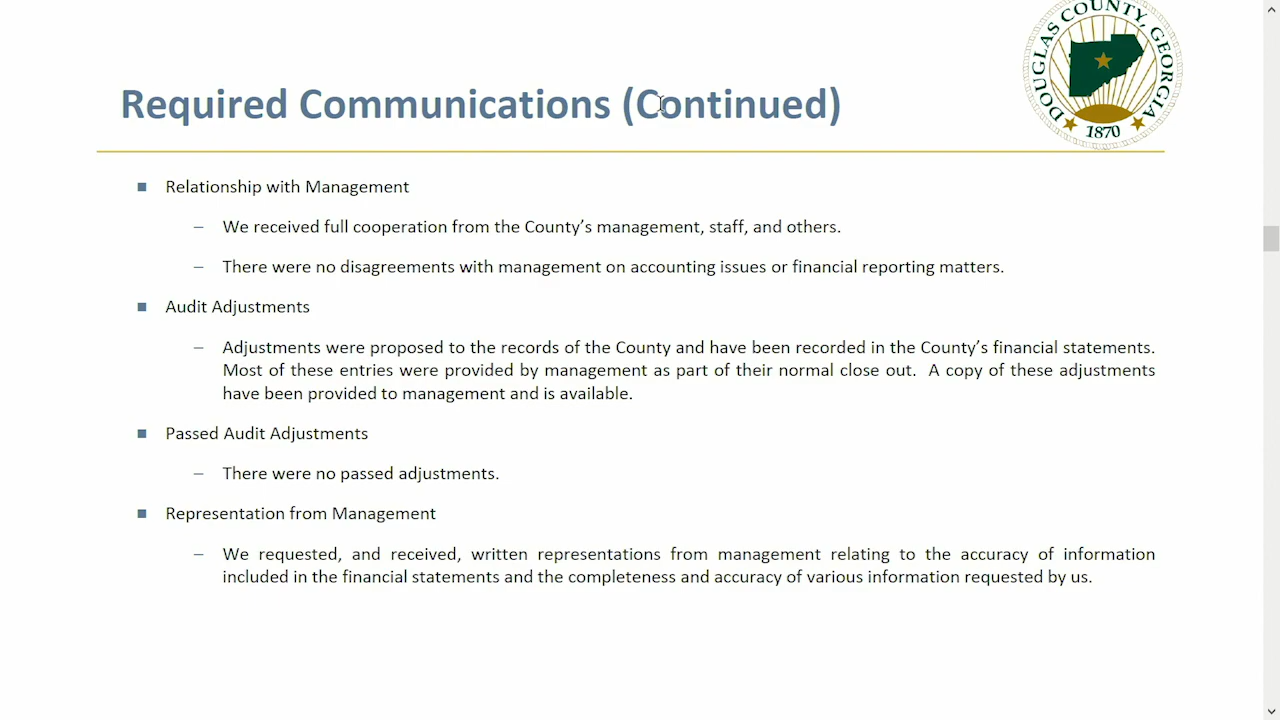 DOUGLAS COUNTY, GEORGIA
1870
Required Communications (Continued)
■ Relationship with Management
– We received full cooperation from the County’s management, staff, and others.
– There were no disagreements with management on accounting issues or financial reporting matters.
■ Audit Adjustments
– Adjustments were proposed to the records of the County and have been recorded in the County’s financial statements.
Most of these entries were provided by management as part of their normal close out. A copy of these adjustments
have been provided to management and is available.
■ Passed Audit Adjustments
– There were no passed adjustments.
■ Representation from Management
– We requested, and received, written representations from management relating to the accuracy of information
included in the financial statements and the completeness and accuracy of various information requested by us.